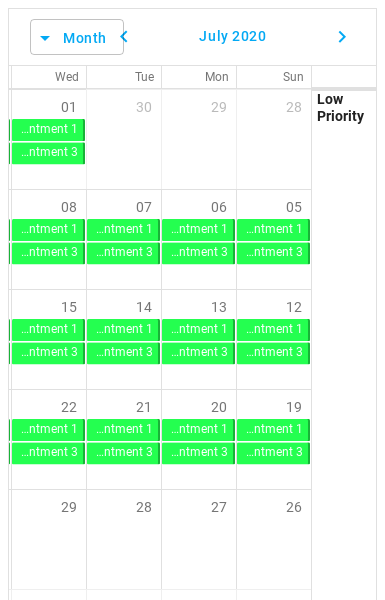 Month July 2020
Wed Tue Mon Sun
Low
Priority
01 30 29 28
...ntment 1
...ntment 3
08 07 06 05
...ntment 1 ...ntment 1 ...ntment 1 ...ntment 1
...ntment 3 ...ntment 3 ...ntment 3 ...ntment 3
15 14 13 12
...ntment 1 ...ntment 1 ...ntment 1 ...ntment 1
...ntment 3 ...ntment 3 ...ntment 3 ...ntment 3
22 21 20 19
...ntment 1 ...ntment 1 ...ntment 1 ...ntment 1
...ntment 3 ...ntment 3 ...ntment 3 ...ntment 3
29 28 27 26